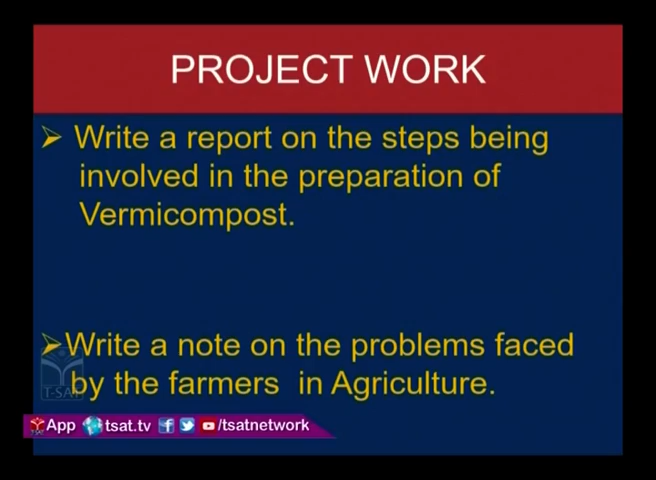 PROJECT WORK
➢ Write a report on the steps being
involved in the preparation of
Vermicompost.
➢Write a note on the problems faced
by the farmers in Agriculture.
T-SAT
App tsat.tv /tsatnetwork